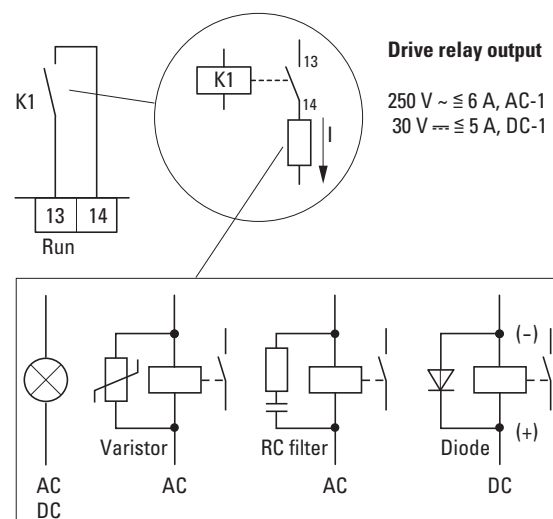 Drive relay output
250 V ~ ≦ 6 A, AC-1
30 V ⎓ ≦ 5 A, DC-1
K1
13
14
I
K1
13 14
Run
(–)
(+)
Varistor
RC filter
Diode
AC
DC
AC
AC
DC